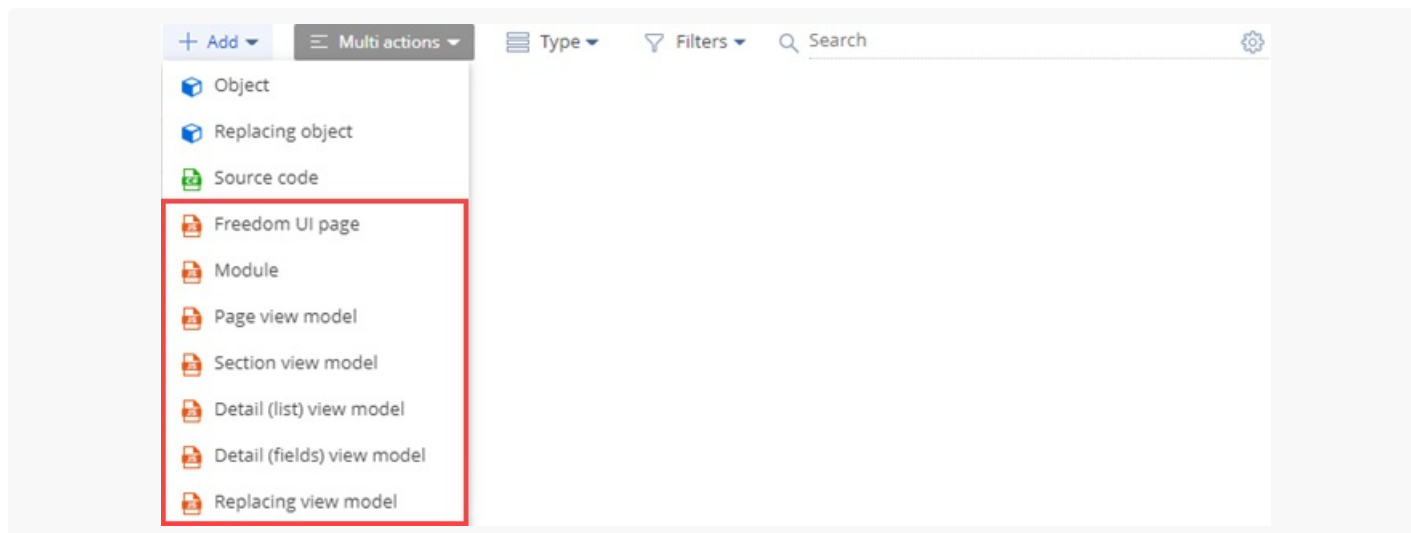 Add Multi actions Type Filters Search
Object
Replacing object
Source code
Freedom UI page
Module
Page view model
Section view model
Detail (list) view model
Detail (fields) view model
Replacing view model